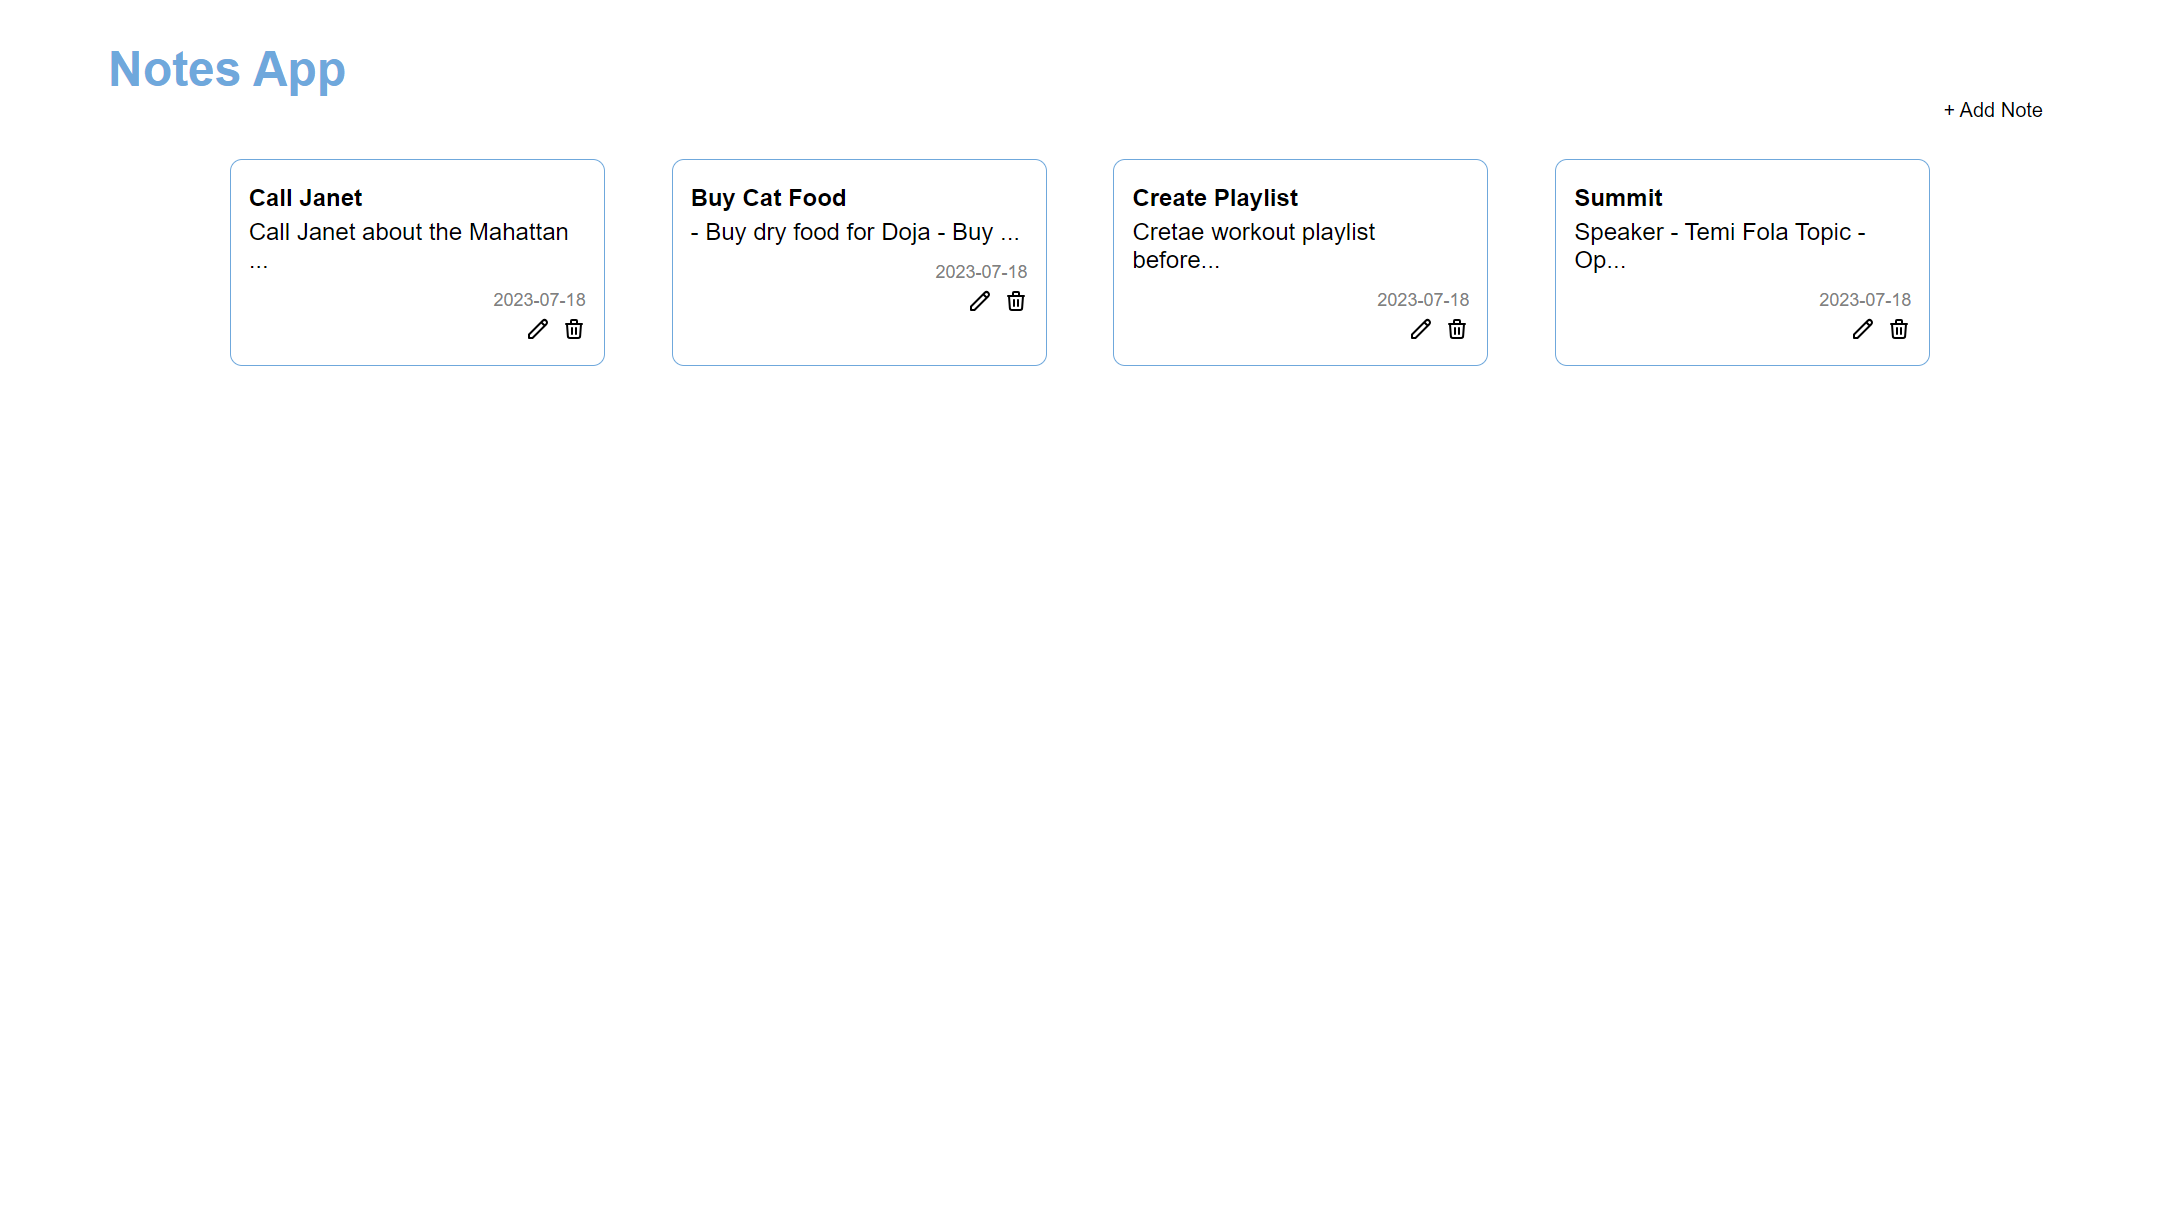 Notes App
+ Add Note
Call Janet
Call Janet about the Mahattan
...
2023-07-18
Buy Cat Food
- Buy dry food for Doja - Buy ...
2023-07-18
Create Playlist
Cretae workout playlist
before...
2023-07-18
Summit
Speaker - Temi Fola Topic -
Op...
2023-07-18